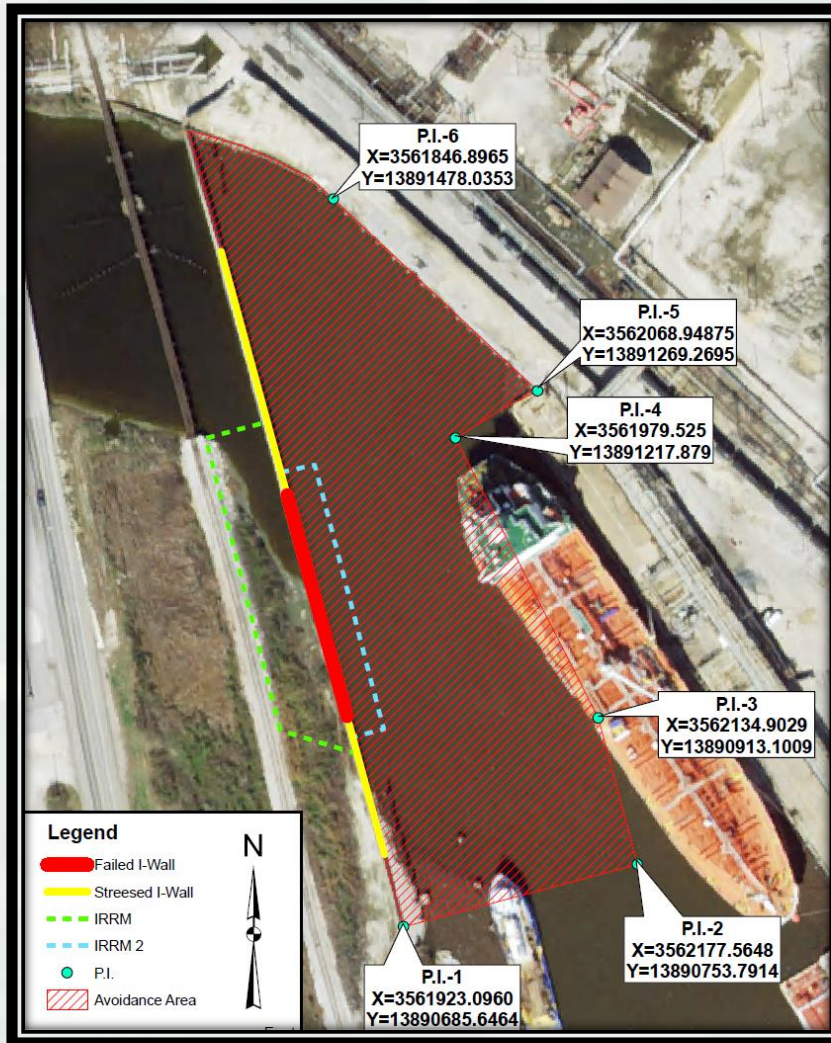 P.I.-6
X=3561846.8965
Y=13891478.0353
P.I.-5
X=3562068.94875
Y=13891269.2695
P.I.-4
X=3561979.525
Y=13891217.879
P.I.-3
X=3562134.9029
Y=13890913.1009
P.I.-2
X=3562177.5648
Y=13890753.7914
P.I.-1
X=3561923.0960
Y=13890685.6464
Legend
N
Failed I-Wall
Streesed I-Wall
IRRM
IRRM 2
P.I.
Avoidance Area